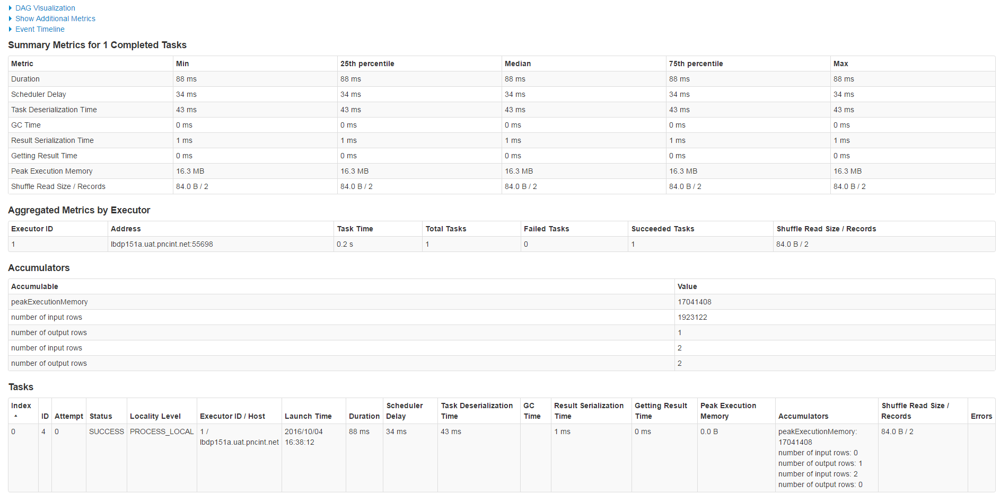 DAG Visualization
Show Additional Metrics
Event Timeline
Summary Metrics for 1 Completed Tasks
Metric Min 25th percentile Median 75th percentile Max
Duration 88 ms 88 ms 88 ms 88 ms 88 ms
Scheduler Delay 34 ms 34 ms 34 ms 34 ms 34 ms
Task Deserialization Time 43 ms 43 ms 43 ms 43 ms 43 ms
GC Time 0 ms 0 ms 0 ms 0 ms 0 ms
Result Serialization Time 1 ms 1 ms 1 ms 1 ms 1 ms
Getting Result Time 0 ms 0 ms 0 ms 0 ms 0 ms
Peak Execution Memory 16.3 MB 16.3 MB 16.3 MB 16.3 MB 16.3 MB
Shuffle Read Size / Records 84.0 B / 2 84.0 B / 2 84.0 B / 2 84.0 B / 2 84.0 B / 2
Aggregated Metrics by Executor
Executor ID Address Task Time Total Tasks Failed Tasks Succeeded Tasks Shuffle Read Size / Records
1 lbdp151a.uat.pncint.net:55698 0.2 s 1 0 1 84.0 B / 2
Accumulators
Accumulable Value
peakExecutionMemory 17041408
number of input rows 1923122
number of output rows 1
number of input rows 2
number of output rows 2
Tasks
Index Scheduler Task Deserialization GC Result Serialization Getting Result Peak Execution Shuffle Read Size /
ID Attempt Status Locality Level Executor ID / Host Launch Time Duration Delay Time Time Time Time Memory Accumulators Records Errors
0 4 0 SUCCESS PROCESS_LOCAL 1 / 2016/10/04 88 ms 34 ms 43 ms 1 ms 0 ms 0.0 B peakExecutionMemory: 84.0 B / 2
lbdp151a.uat.pncint.net 16:38:12 17041408
number of input rows: 0
number of output rows: 1
number of input rows: 2
number of output rows: 0